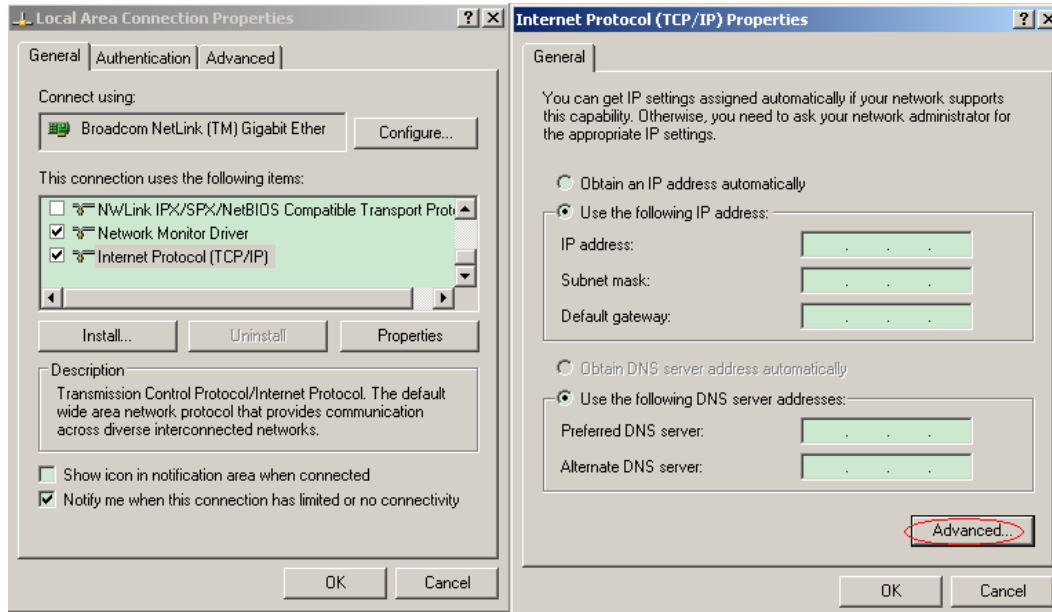 Local Area Connection Properties
General
Authentication
Advanced
Connect using:
Broadcom NetLink (TM) Gigabit Ether
Configure...
This connection uses the following items:
NWLink IPX/SPX/NetBIOS Compatible Transport Prot
Network Monitor Driver
Internet Protocol (TCP/IP)
Install...
Uninstall
Properties
Description
Transmission Control Protocol/Internet Protocol. The default
wide area network protocol that provides communication
across diverse interconnected networks.
Show icon in notification area when connected
Notify me when this connection has limited or no connectivity
OK
Cancel
Internet Protocol (TCP/IP) Properties
General
You can get IP settings assigned automatically if your network supports
this capability. Otherwise, you need to ask your network administrator for
the appropriate IP settings.
Obtain an IP address automatically
Use the following IP address:
IP address:
Subnet mask:
Default gateway:
Obtain DNS server address automatically
Use the following DNS server addresses:
Preferred DNS server:
Alternate DNS server:
Advanced...
OK
Cancel